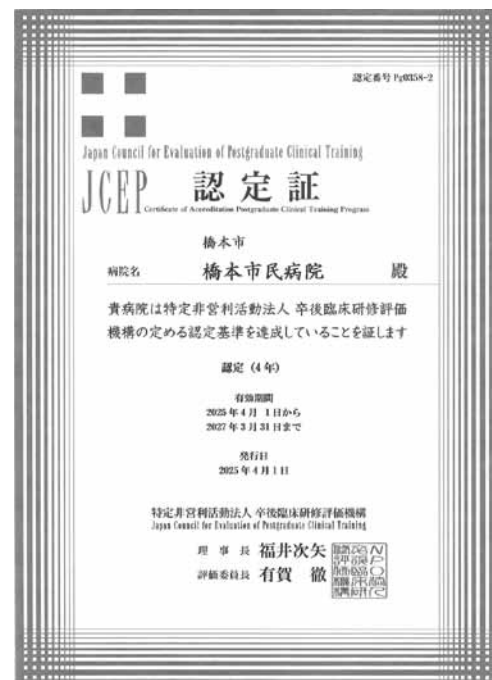 認定番号 Pg0358-2
Japan Council for Evaluation of Postgraduate Clinical Training
JCEP 認定証
Certificate of Accreditation Postgraduate Clinical Training Program
橋本市
病院名 橋本市民病院 殿
貴病院は特定非営利活動法人 卒後臨床研修評価
機構の定める認定基準を達成していることを証します
認定（4年）
有効期間
2025年4月 1日から
2027年3月31日まで
発行日
2025年4月1日
特定非営利活動法人 卒後臨床研修評価機構
Japan Council for Evaluation of Postgraduate Clinical Training
理 事 長 福井次矢
評価委員長 有賀 徹